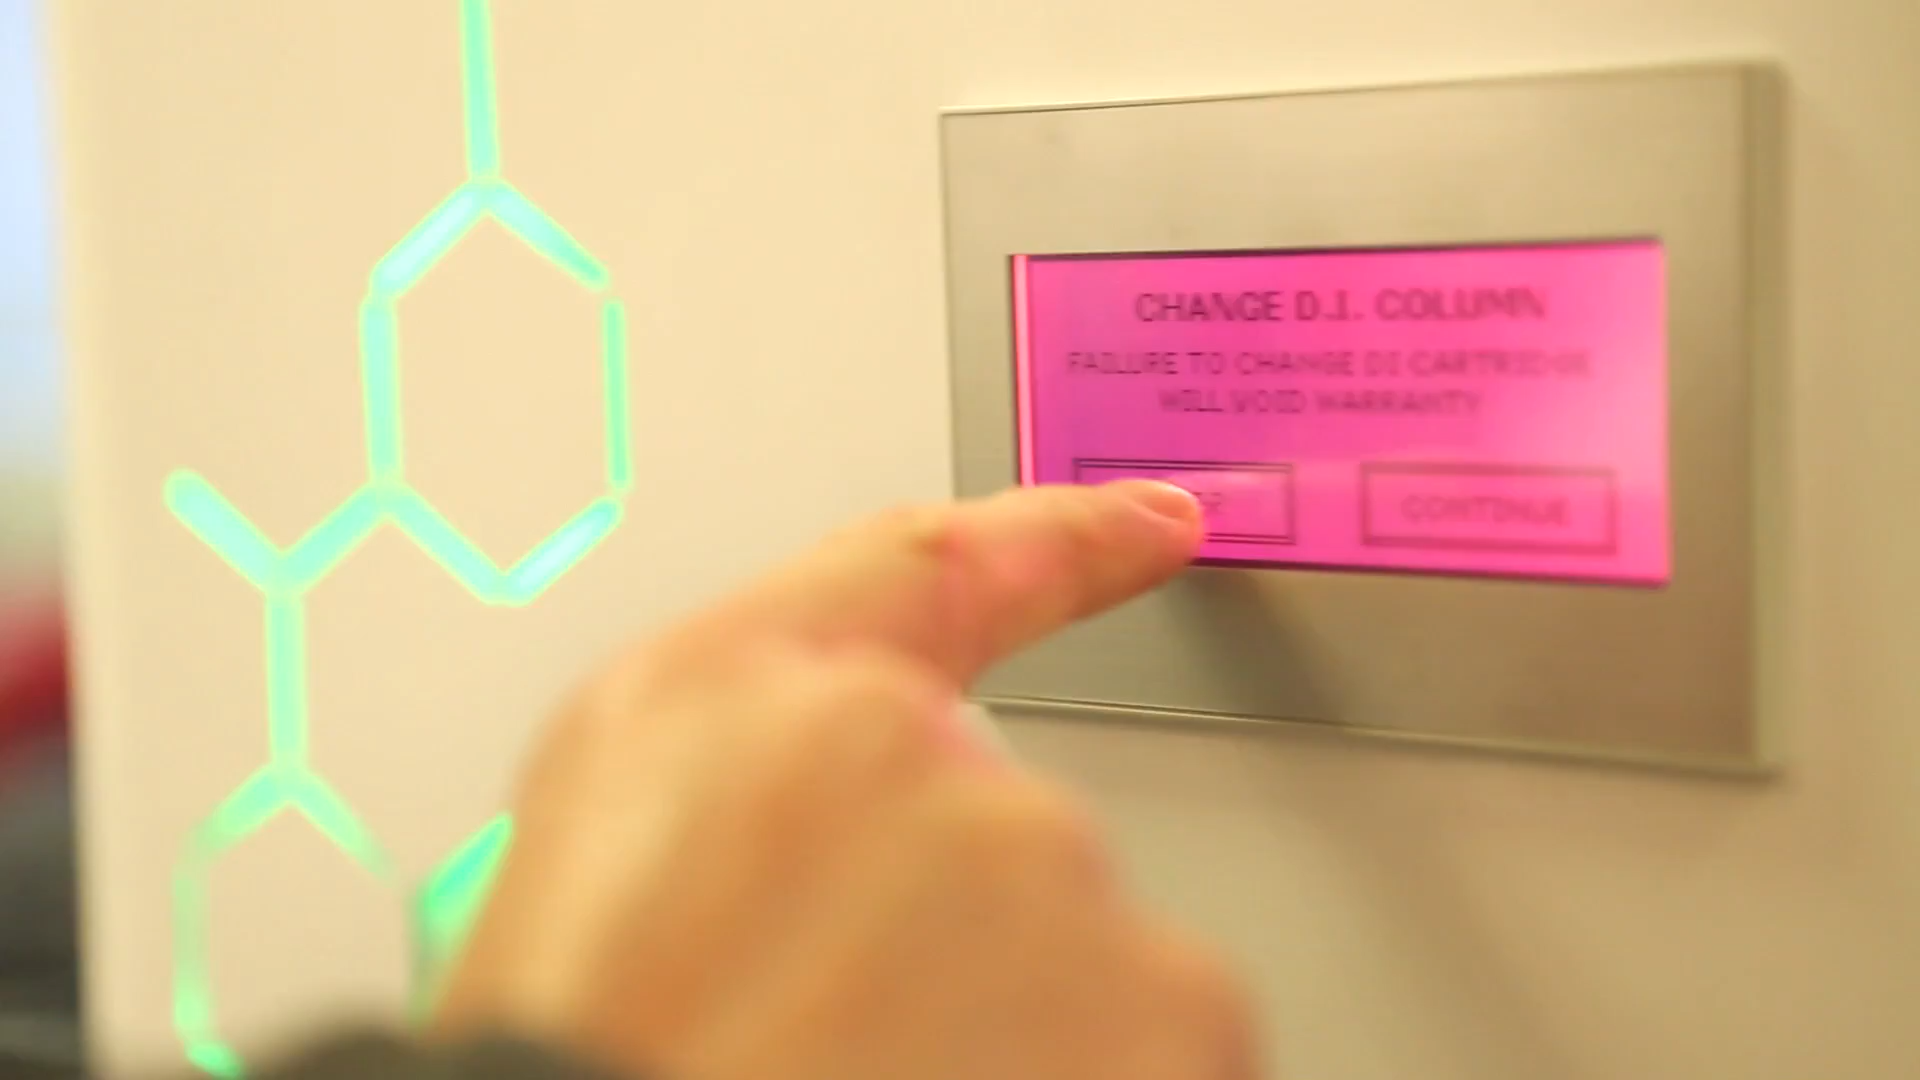 CHANGE D.I. COLUMN
FAILURE TO CHANGE DI CARTRIDGE
WILL VOID WARRANTY
CONTINUE